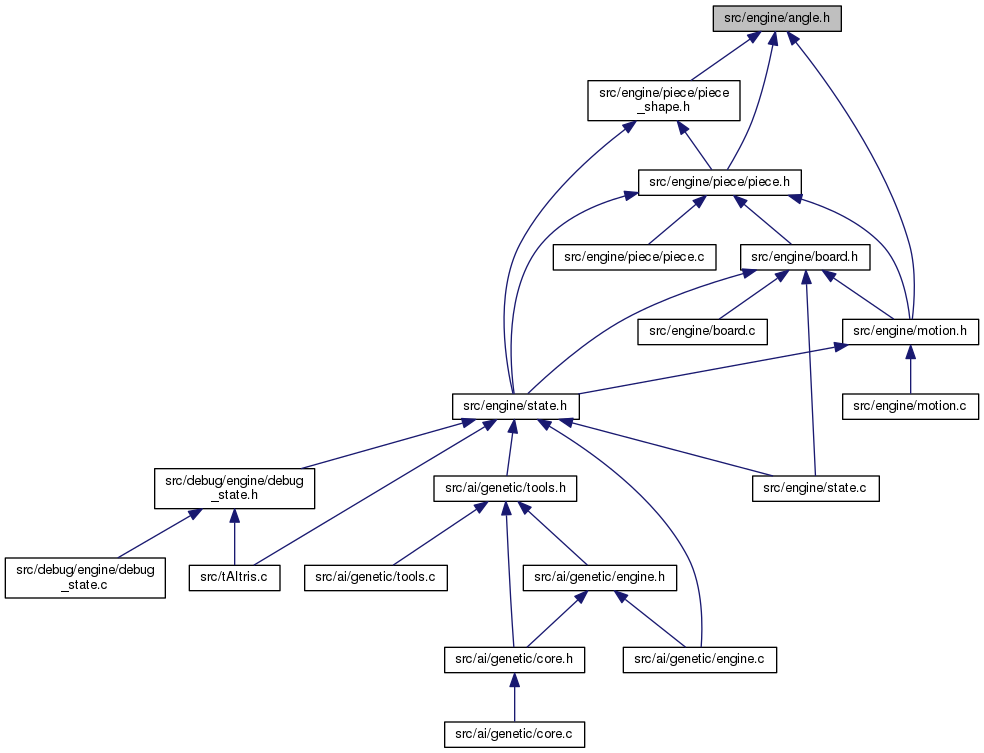 src/engine/angle.h
src/engine/piece/piece
_shape.h
src/engine/piece/piece.h
src/engine/piece/piece.c
src/engine/board.h
src/engine/board.c
src/engine/motion.h
src/engine/state.h
src/engine/motion.c
src/debug/engine/debug
_state.h
src/ai/genetic/tools.h
src/engine/state.c
src/debug/engine/debug
_state.c
src/tAltris.c
src/ai/genetic/tools.c
src/ai/genetic/engine.h
src/ai/genetic/core.h
src/ai/genetic/engine.c
src/ai/genetic/core.c